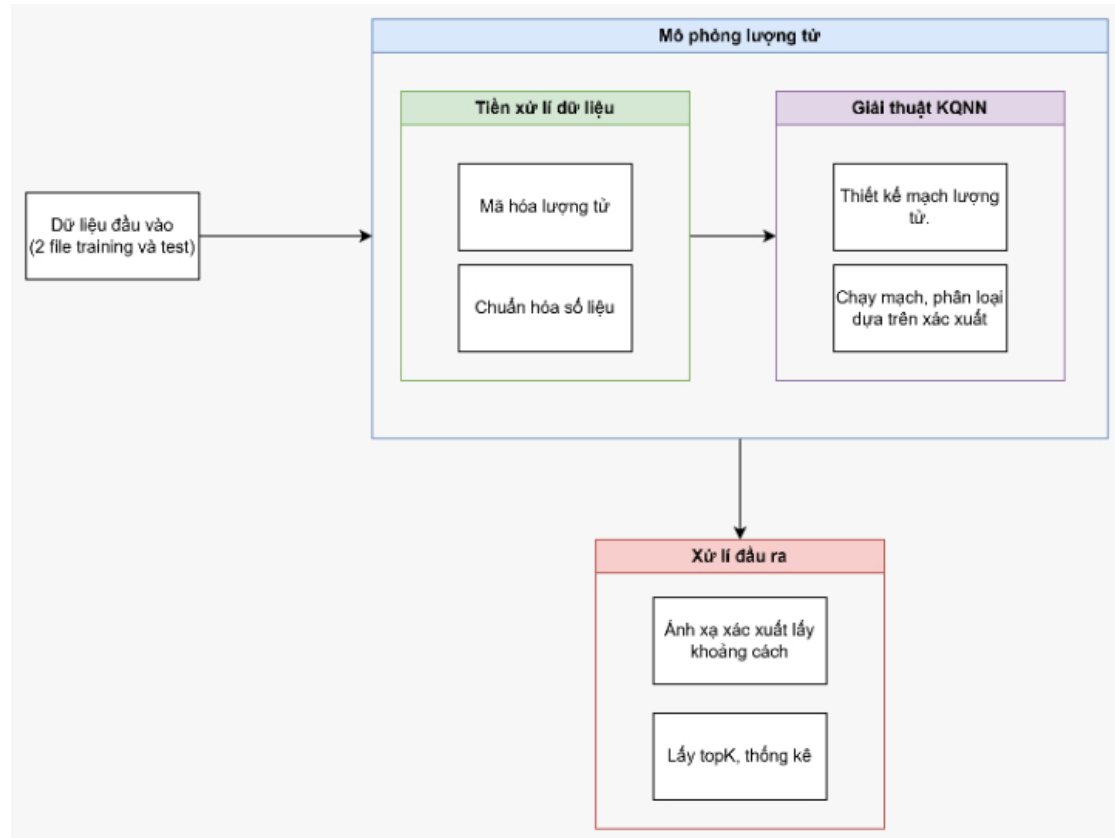 Mô phỏng lượng tử
Tiền xử lí dữ liệu
Giải thuật KQNN
Dữ liệu đầu vào
(2 file training và test)
Mã hóa lượng tử
Chuẩn hóa số liệu
Thiết kế mạch lượng
tử.
Chạy mạch, phân loại
dựa trên xác xuất
Xử lí đầu ra
Ánh xạ xác xuất lấy
khoảng cách
Lấy topK, thống kê